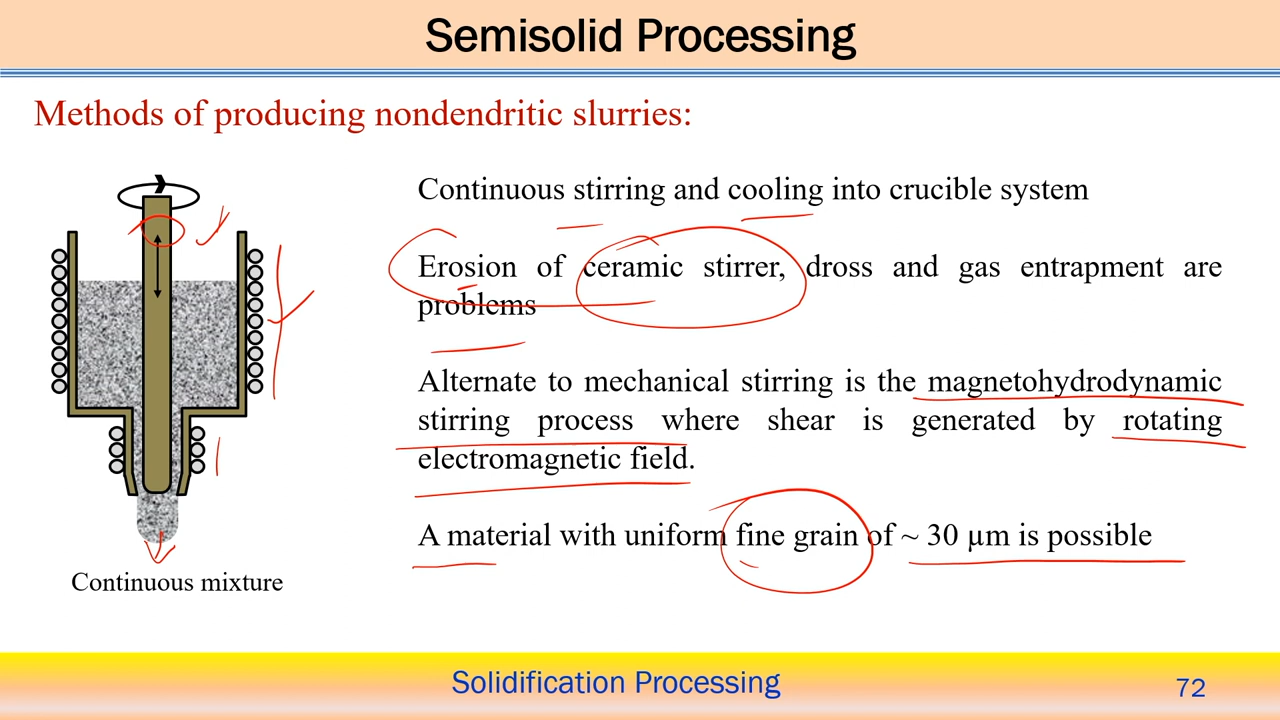 Semisolid Processing
Methods of producing nondendritic slurries:
Continuous stirring and cooling into crucible system
Erosion of ceramic stirrer, dross and gas entrapment are
problems
Alternate to mechanical stirring is the magnetohydrodynamic
stirring process where shear is generated by rotating
electromagnetic field.
A material with uniform fine grain of ~ 30 µm is possible
Continuous mixture
Solidification Processing
72